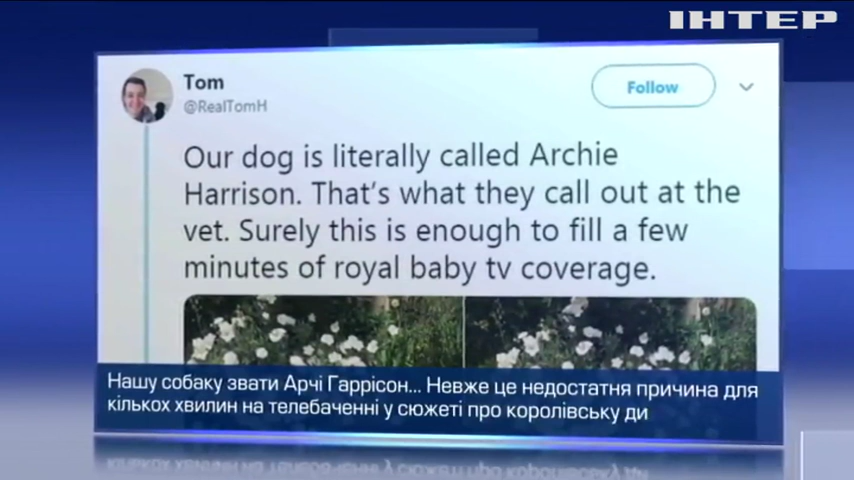 ІНТЕР
Tom
@RealTomH
Follow
Our dog is literally called Archie
Harrison. That's what they call out at the
vet. Surely this is enough to fill a few
minutes of royal baby tv coverage.
Нашу собаку звати Арчі Гаррісон... Невже це недостатня причина для
кількох хвилин на телебаченні у сюжеті про королівську ди